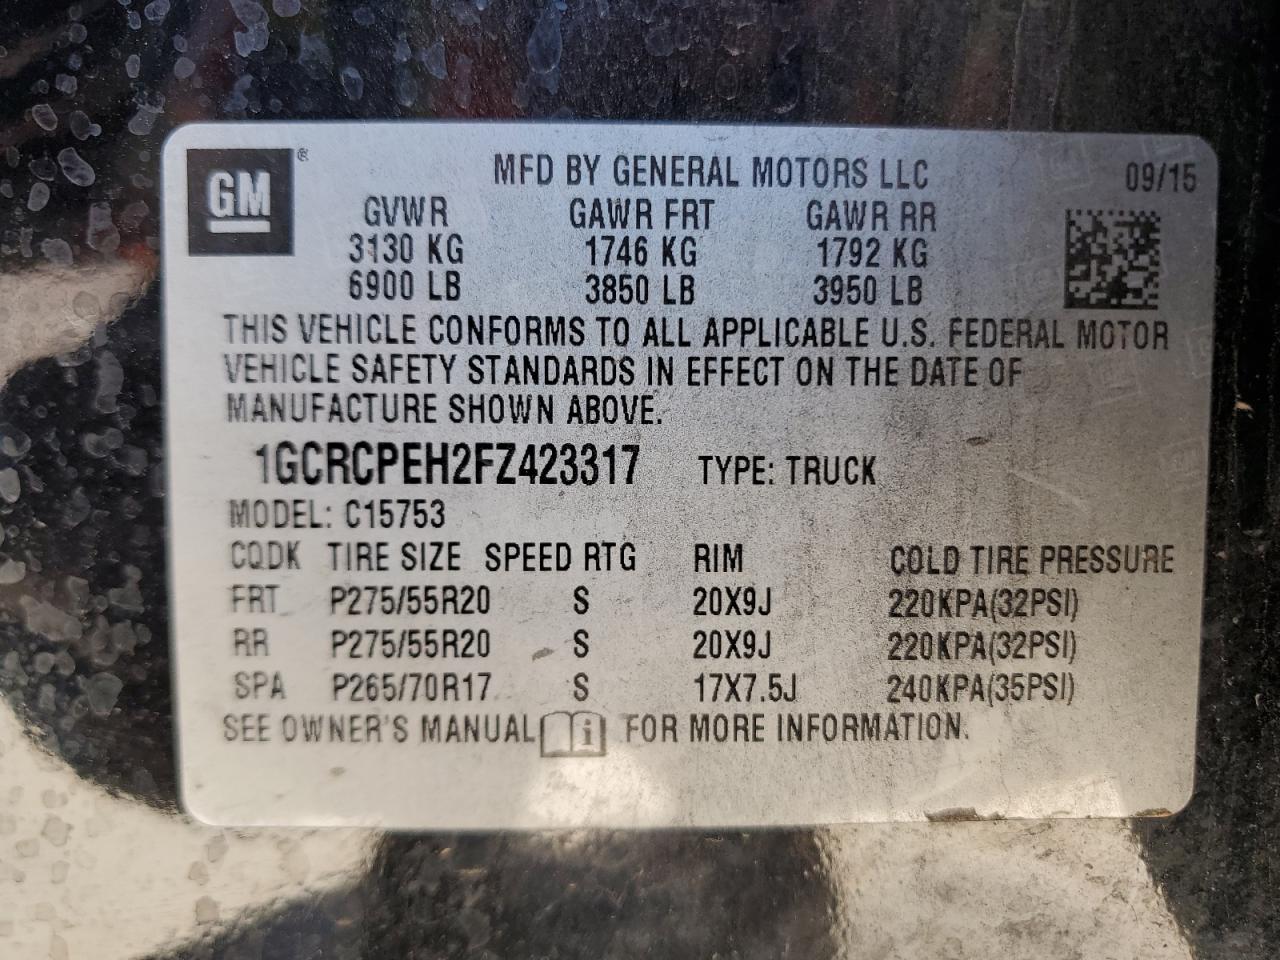 GM®
MFD BY GENERAL MOTORS LLC 09/15
GVWR GAWR FRT GAWR RR
3130 KG 1746 KG 1792 KG
6900 LB 3850 LB 3950 LB
THIS VEHICLE CONFORMS TO ALL APPLICABLE U.S. FEDERAL MOTOR
VEHICLE SAFETY STANDARDS IN EFFECT ON THE DATE OF
MANUFACTURE SHOWN ABOVE.
1GCRCPEH2FZ423317 TYPE: TRUCK
MODEL: C15753
CQDK TIRE SIZE SPEED RTG RIM COLD TIRE PRESSURE
FRT P275/55R20 S 20X9J 220KPA(32PSI)
RR P275/55R20 S 20X9J 220KPA(32PSI)
SPA P265/70R17 S 17X7.5J 240KPA(35PSI)
SEE OWNER'S MANUAL i FOR MORE INFORMATION.